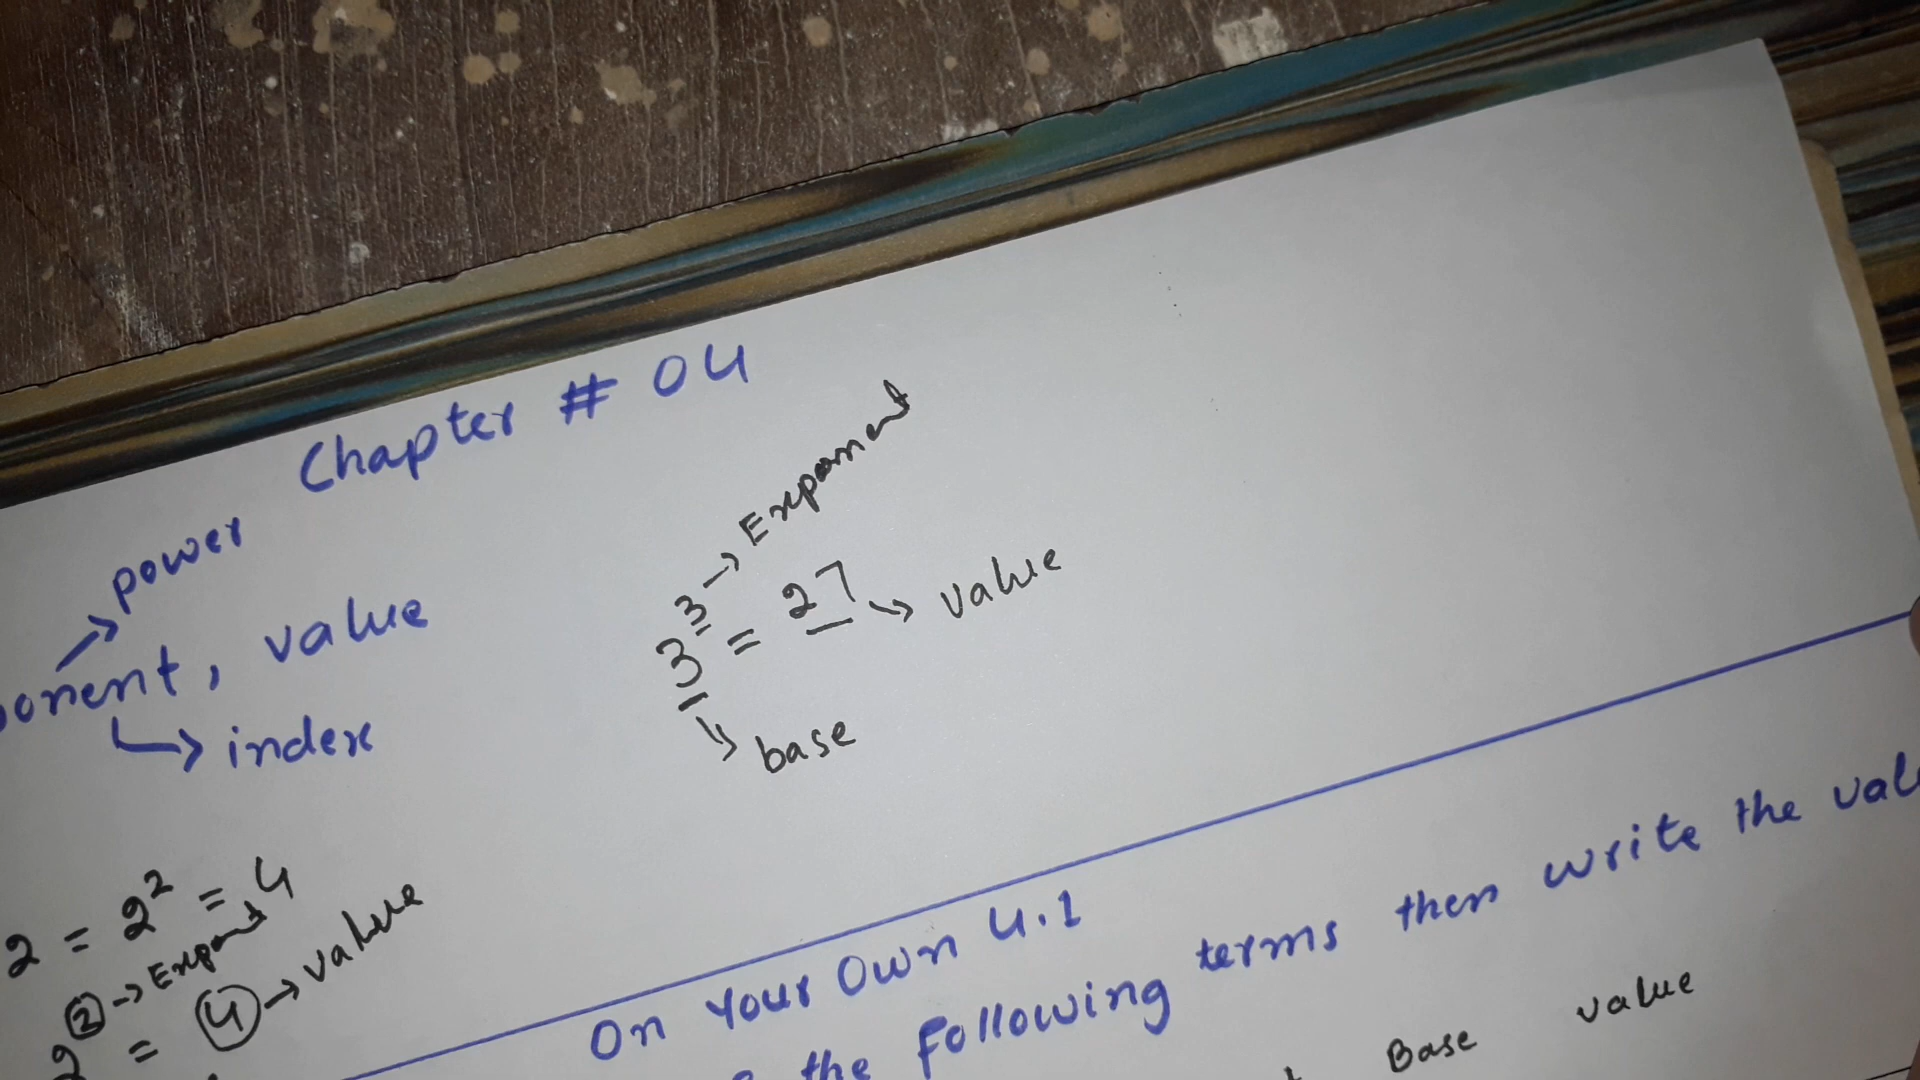 Chapter # 04
power
onent, value
index
3³ = 27 → value
→ Exponent
base
2 = 2² = 4
② → Exponent
2 = ④ → value
On Your Own 4.1
the following terms then write the val
Base value